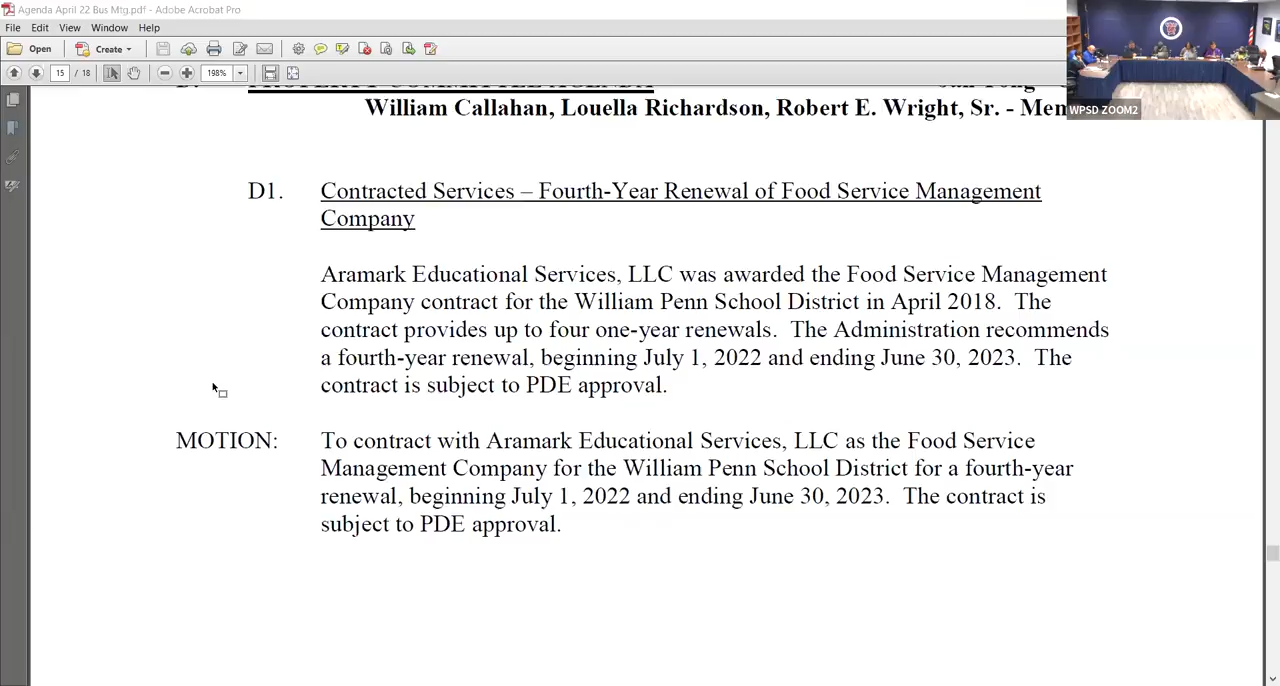 Agenda April 22 Bus Mtg.pdf - Adobe Acrobat Pro
File Edit View Window Help
Open Create
15 / 18 198%
William Callahan, Louella Richardson, Robert E. Wright, Sr. - Mem
WPSD ZOOM2
D1. Contracted Services – Fourth-Year Renewal of Food Service Management
Company
Aramark Educational Services, LLC was awarded the Food Service Management
Company contract for the William Penn School District in April 2018. The
contract provides up to four one-year renewals. The Administration recommends
a fourth-year renewal, beginning July 1, 2022 and ending June 30, 2023. The
contract is subject to PDE approval.
MOTION: To contract with Aramark Educational Services, LLC as the Food Service
Management Company for the William Penn School District for a fourth-year
renewal, beginning July 1, 2022 and ending June 30, 2023. The contract is
subject to PDE approval.